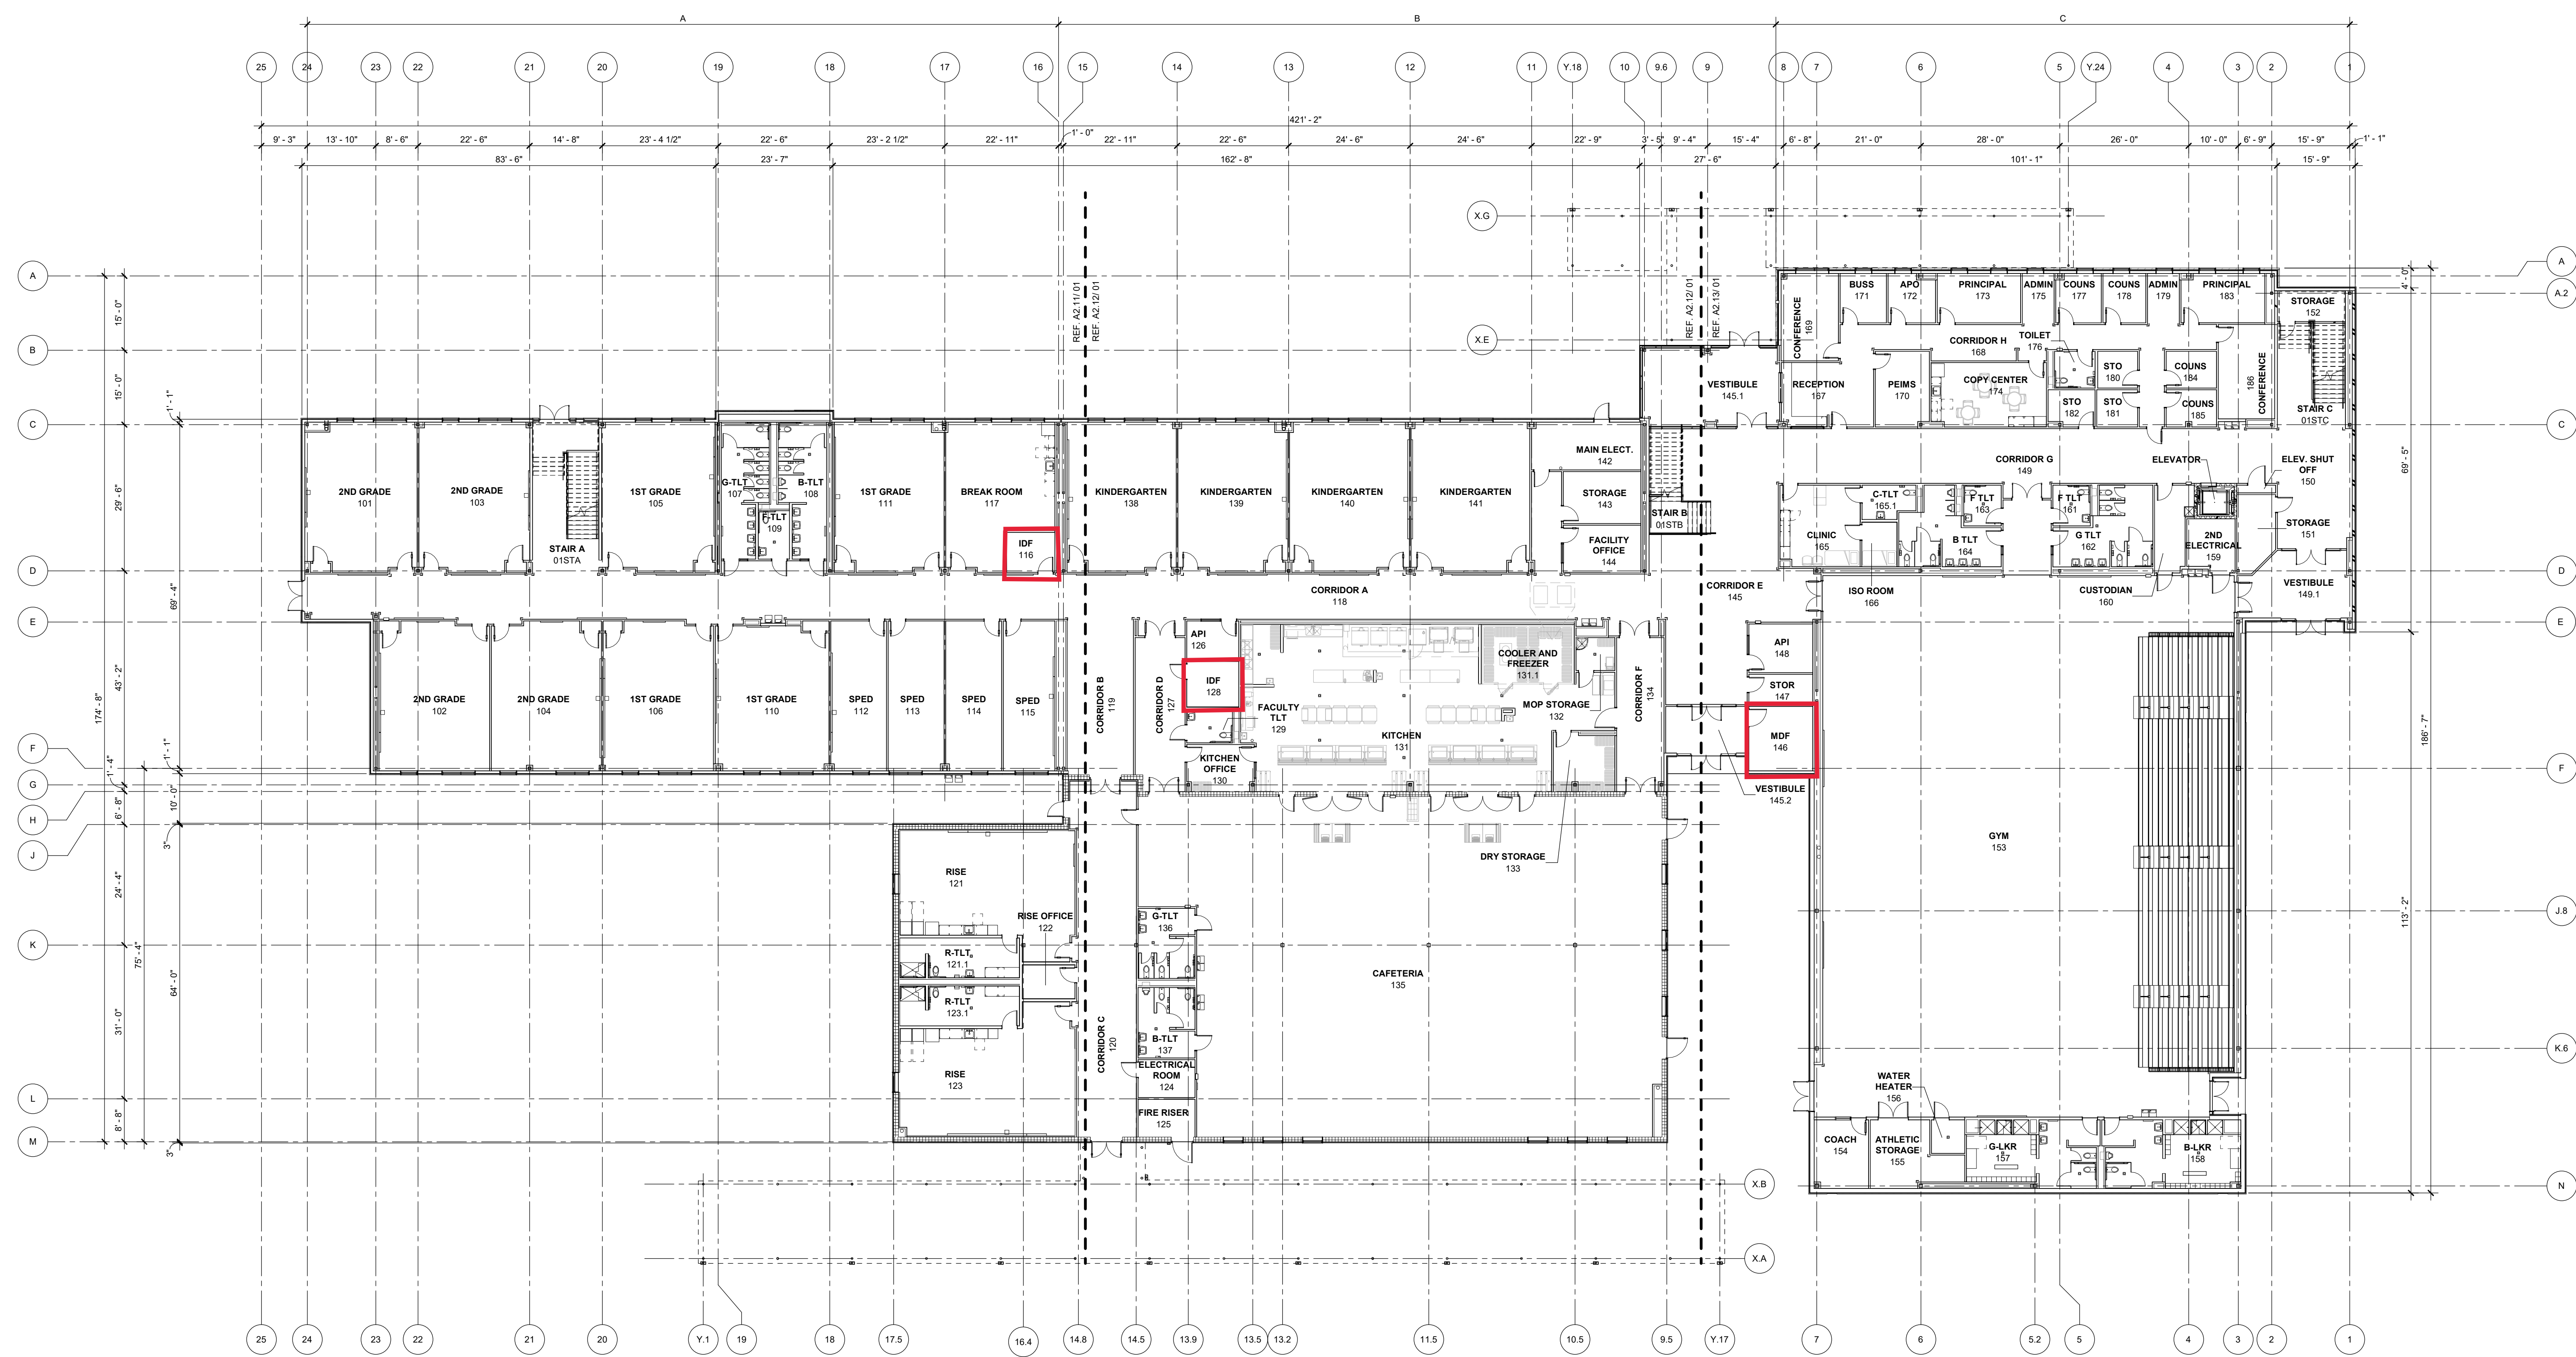 A
B
C
25
24
23
22
21
20
19
18
17
16
15
14
13
12
11
Y.18
10
9.6
9
8
7
6
5
Y.24
4
3
2
1
421' - 2"
9' - 3"
13' - 10"
8' - 6"
22' - 6"
14' - 8"
23' - 4 1/2"
22' - 6"
23' - 2 1/2"
22' - 11"
1' - 0"
22' - 11"
22' - 6"
24' - 6"
24' - 6"
22' - 9"
3' - 5"
9' - 4"
15' - 4"
6' - 8"
21' - 0"
28' - 0"
26' - 0"
10' - 0"
6' - 9"
15' - 9"
1' - 1"
83' - 6"
23' - 7"
162' - 8"
27' - 6"
101' - 1"
15' - 9"
X.G
X.E
REF. A2.11/ 01
REF. A2.12/ 01
REF. A2.12/ 01
REF. A2.13/ 01
A
B
C
D
E
F
G
H
J
K
L
M
15' - 0"
15' - 0"
1' - 1"
29' - 6"
69' - 4"
43' - 2"
174' - 8"
1' - 1"
1' - 4"
10' - 0"
6' - 8"
3"
24' - 4"
75' - 4"
64' - 0"
31' - 0"
8' - 8"
3"
A
A.2
C
D
E
F
J.8
K.6
N
4' - 0"
69' - 5"
186' - 7"
113' - 2"
CONFERENCE
169
BUSS
171
APO
172
PRINCIPAL
173
ADMIN
175
COUNS
177
COUNS
178
ADMIN
179
PRINCIPAL
183
STORAGE
152
CORRIDOR H
168
TOILET
176
VESTIBULE
145.1
RECEPTION
167
PEIMS
170
COPY CENTER
174
STO
180
STO
182
STO
181
COUNS
184
COUNS
185
186
CONFERENCE
STAIR C
01STC
2ND GRADE
101
2ND GRADE
103
STAIR A
01STA
1ST GRADE
105
G-TLT
107
B-TLT
108
F-TLT
109
1ST GRADE
111
BREAK ROOM
117
IDF
116
KINDERGARTEN
138
KINDERGARTEN
139
KINDERGARTEN
140
KINDERGARTEN
141
MAIN ELECT.
142
STORAGE
143
FACILITY
OFFICE
144
STAIR B
01STB
CORRIDOR G
149
ELEVATOR
ELEV. SHUT
OFF
150
CLINIC
165
C-TLT
165.1
F TLT
163
B TLT
164
F TLT
161
G TLT
162
2ND
ELECTRICAL
159
STORAGE
151
ISO ROOM
166
CUSTODIAN
160
VESTIBULE
149.1
CORRIDOR A
118
CORRIDOR E
145
2ND GRADE
102
2ND GRADE
104
1ST GRADE
106
1ST GRADE
110
SPED
112
SPED
113
SPED
114
SPED
115
CORRIDOR B
119
CORRIDOR D
127
API
126
IDF
128
FACULTY
TLT
129
KITCHEN
OFFICE
130
KITCHEN
131
COOLER AND
FREEZER
131.1
MOP STORAGE
132
CORRIDOR F
134
API
148
STOR
147
MDF
146
VESTIBULE
145.2
DRY STORAGE
133
GYM
153
RISE
121
RISE OFFICE
122
R-TLT
121.1
R-TLT
123.1
RISE
123
CORRIDOR C
120
G-TLT
136
B-TLT
137
ELECTRICAL
ROOM
124
FIRE RISER
125
CAFETERIA
135
WATER
HEATER
156
COACH
154
ATHLETIC
STORAGE
155
G-LKR
157
B-LKR
158
X.B
X.A
25
24
23
22
21
20
Y.1
19
18
17.5
16.4
14.8
14.5
13.9
13.5
13.2
11.5
10.5
9.5
Y.17
7
6
5.2
5
4
3
2
1